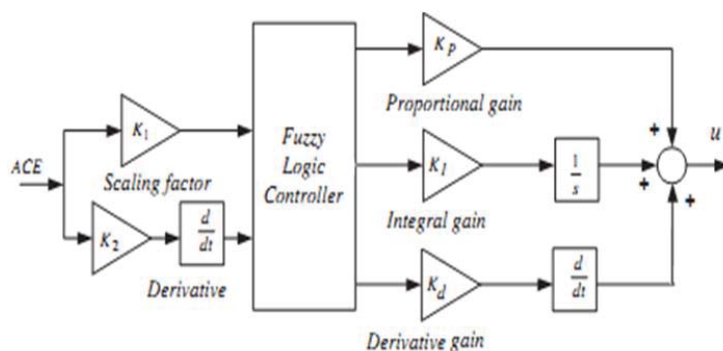 ACE
K1
Scaling factor
K2
d
dt
Derivative
Fuzzy
Logic
Controller
KP
Proportional gain
KI
Integral gain
1
s
Kd
Derivative gain
d
dt
+
+
+
u